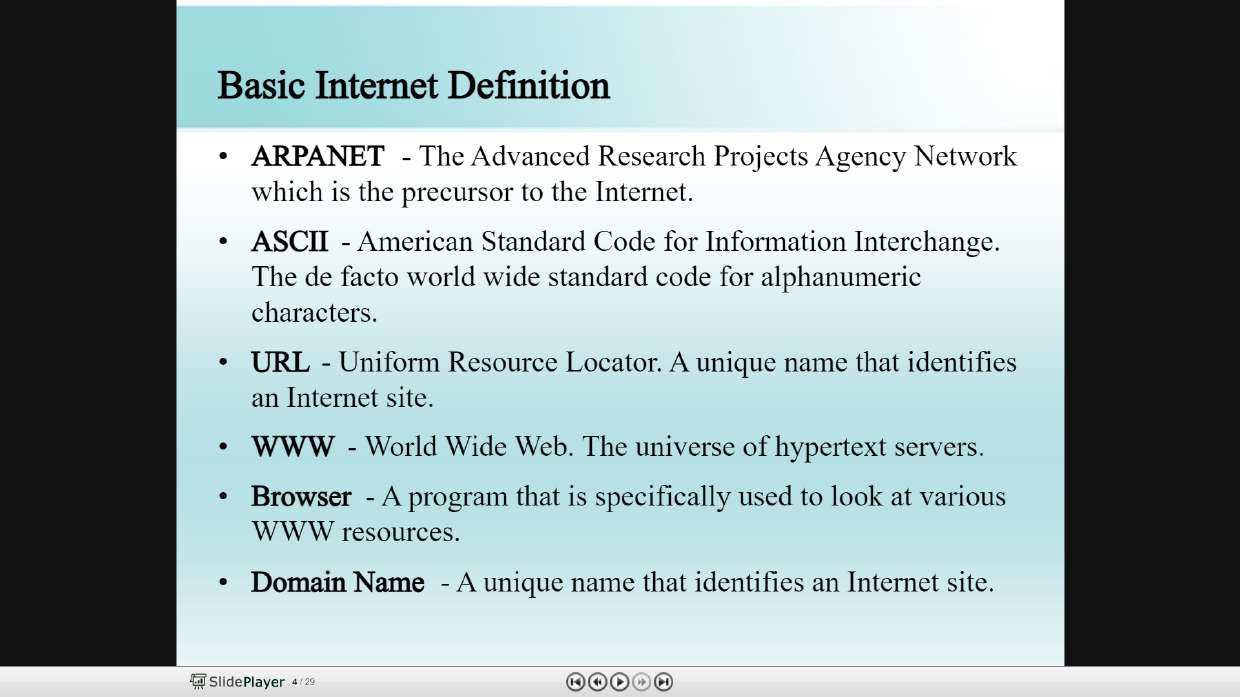 Basic Internet Definition
• ARPANET - The Advanced Research Projects Agency Network
which is the precursor to the Internet.
• ASCII - American Standard Code for Information Interchange.
The de facto world wide standard code for alphanumeric
characters.
• URL - Uniform Resource Locator. A unique name that identifies
an Internet site.
• WWW - World Wide Web. The universe of hypertext servers.
• Browser - A program that is specifically used to look at various
WWW resources.
• Domain Name - A unique name that identifies an Internet site.
SlidePlayer 4 / 29